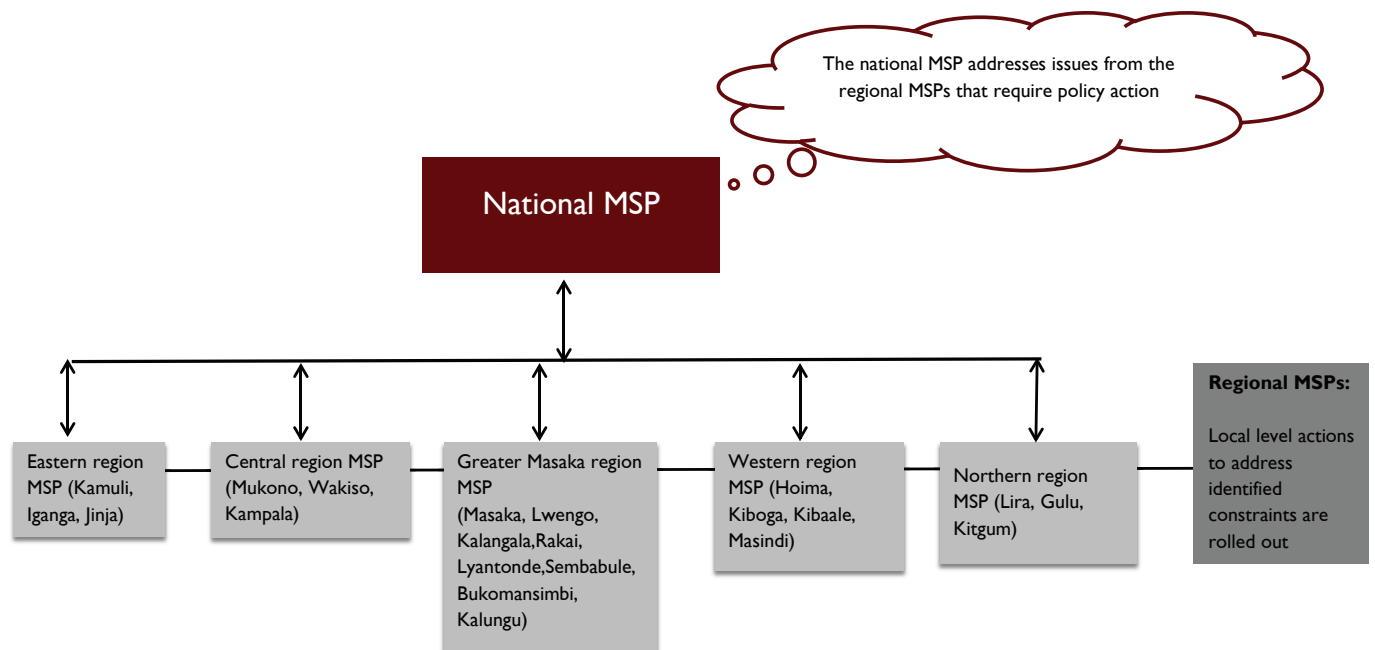 The national MSP addresses issues from the
regional MSPs that require policy action
National MSP
Eastern region
MSP (Kamuli,
Iganga, Jinja)
Central region MSP
(Mukono, Wakiso,
Kampala)
Greater Masaka region
MSP
(Masaka, Lwengo,
Kalangala,Rakai,
Lyantonde,Sembabule,
Bukomansimbi,
Kalungu)
Western region
MSP (Hoima,
Kiboga, Kibaale,
Masindi)
Northern region
MSP (Lira, Gulu,
Kitgum)
Regional MSPs:
Local level actions
to address
identified
constraints are
rolled out